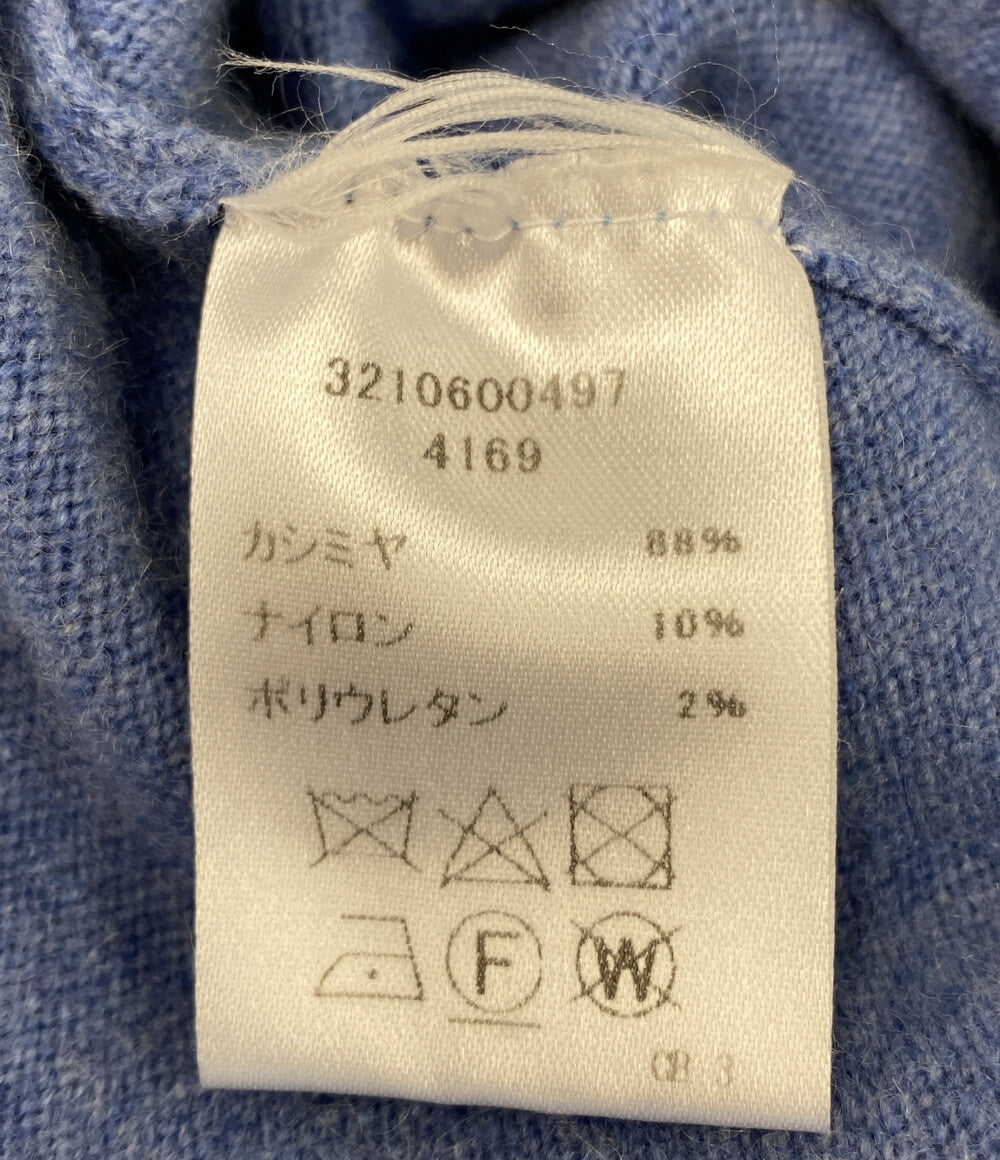 3210600497
4169
カシミヤ 88%
ナイロン 10%
ポリウレタン 2%
F W